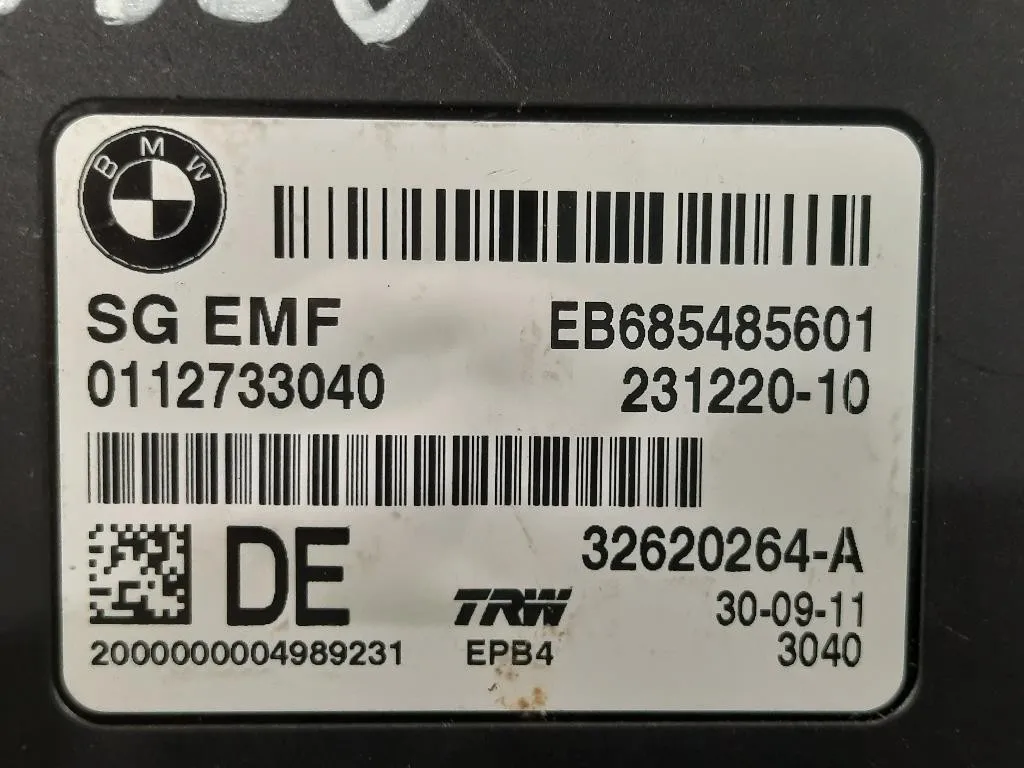 BMW
SG EMF EB685485601
0112733040 231220-10
DE 32620264-A
TRW 30-09-11
2000000004989231 EPB4 3040